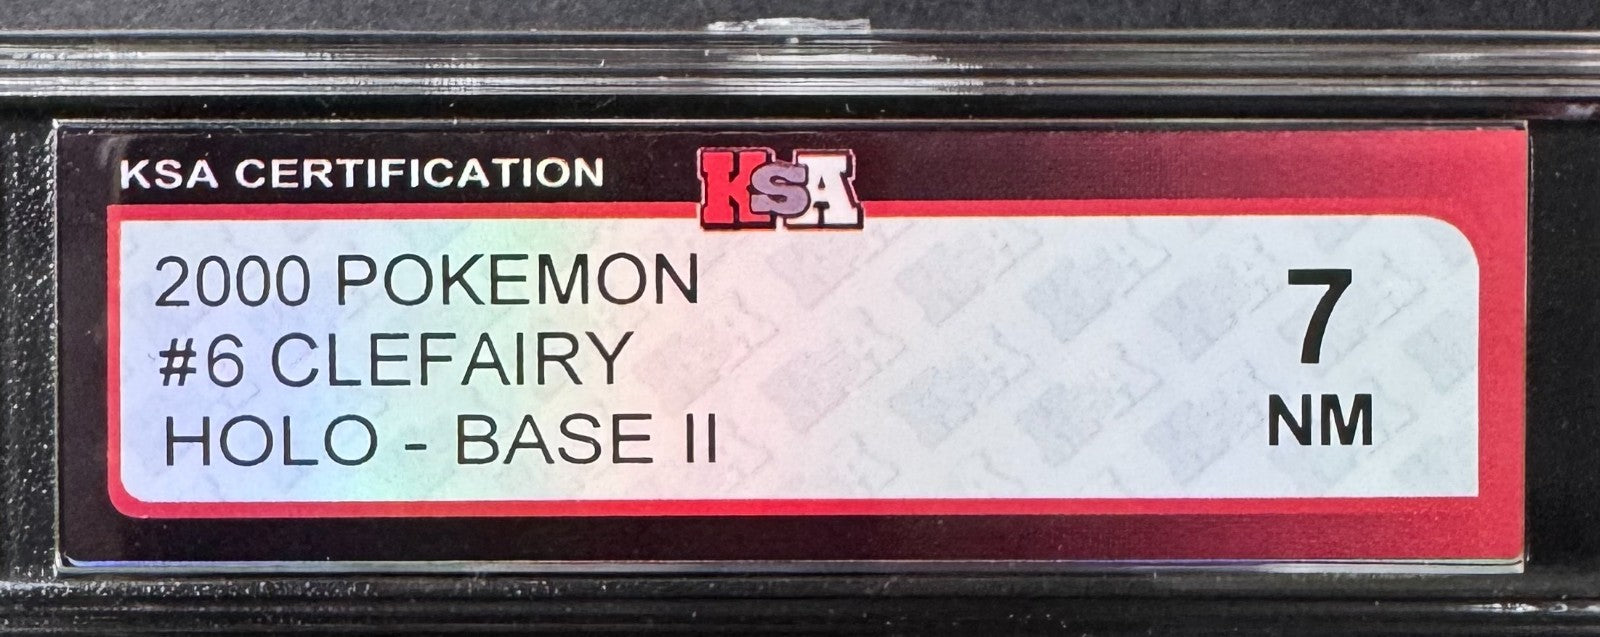 KSA CERTIFICATION
KSA
2000 POKEMON
#6 CLEFAIRY
HOLO - BASE II
7
NM